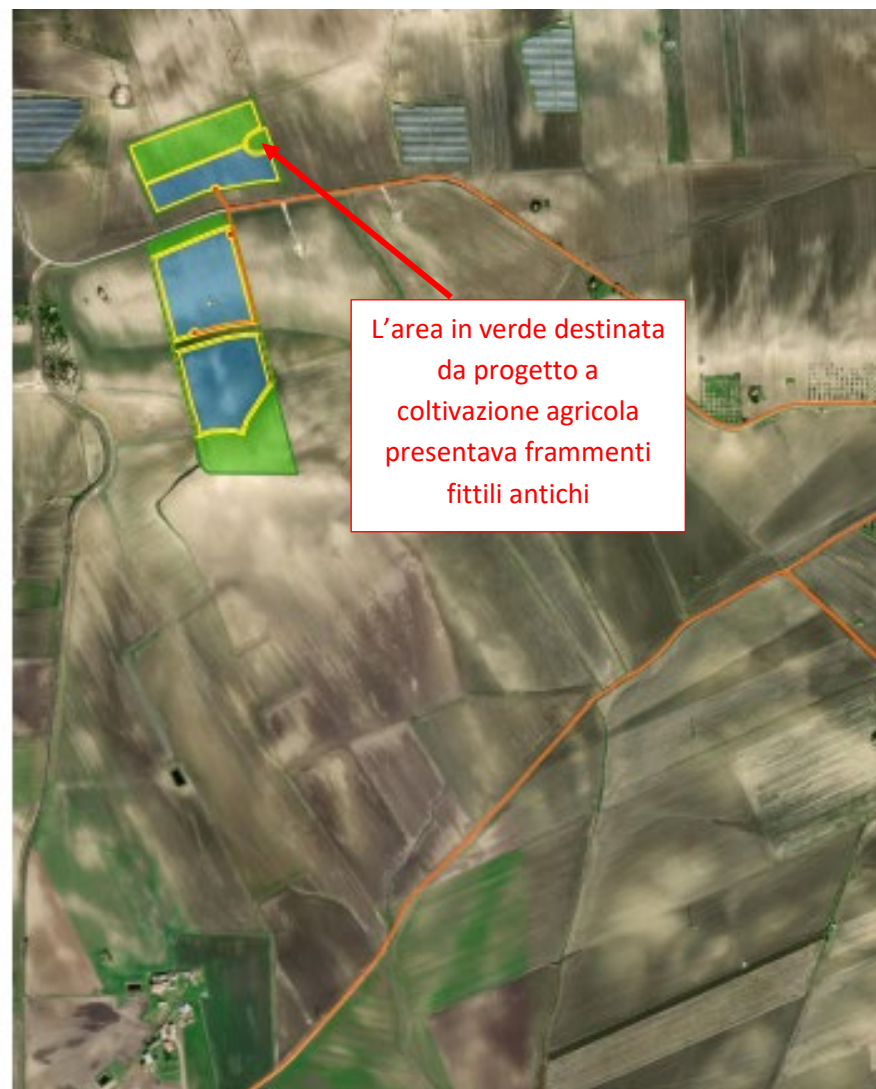 L’area in verde destinata
da progetto a
coltivazione agricola
presentava frammenti
fittili antichi